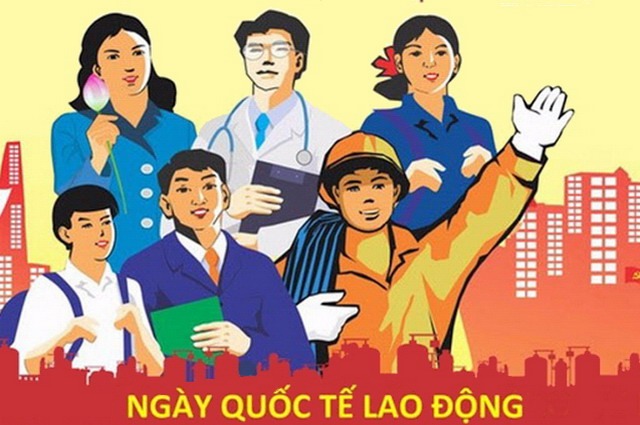 NGÀY QUỐC TẾ LAO ĐỘNG